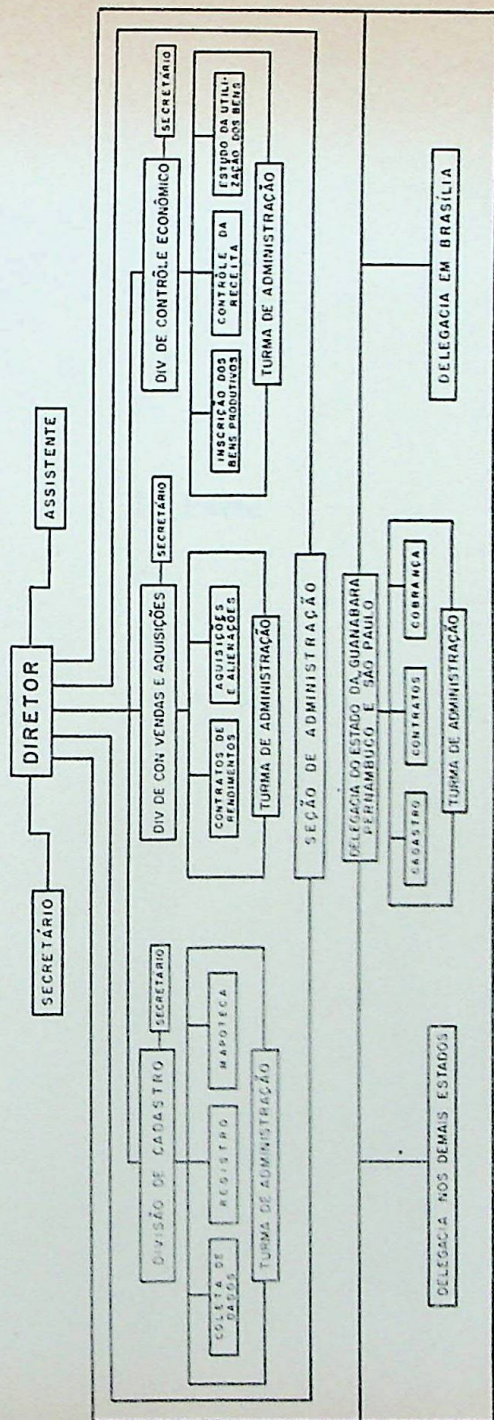 DIRETOR
SECRETÁRIO
ASSISTENTE
DIVISÃO DE CADASTRO
SECRETÁRIO
COLETA DE
DADOS
REGISTRO
MAPOTECA
TURMA DE ADMINISTRAÇÃO
DIV DE CON VENDAS E AQUISIÇÕES
SECRETÁRIO
CONTRATOS DE
RENDIMENTOS
AQUISIÇÕES
E ALIENAÇÕES
TURMA DE ADMINISTRAÇÃO
DIV DE CONTRÔLE ECONÔMICO
SECRETÁRIO
INSCRIÇÃO DOS
BENS PRODUTIVOS
CONTRÔLE DA
RECEITA
ESTUDO DA UTILI-
ZAÇÃO DOS BENS
TURMA DE ADMINISTRAÇÃO
SEÇÃO DE ADMINISTRAÇÃO
DELEGACIA DO ESTADO DA GUANABARA
PERNAMBUCO E SÃO PAULO
CADASTRO
CONTRATOS
COBRANÇA
TURMA DE ADMINISTRAÇÃO
DELEGACIA NOS DEMAIS ESTADOS
DELEGACIA EM BRASÍLIA